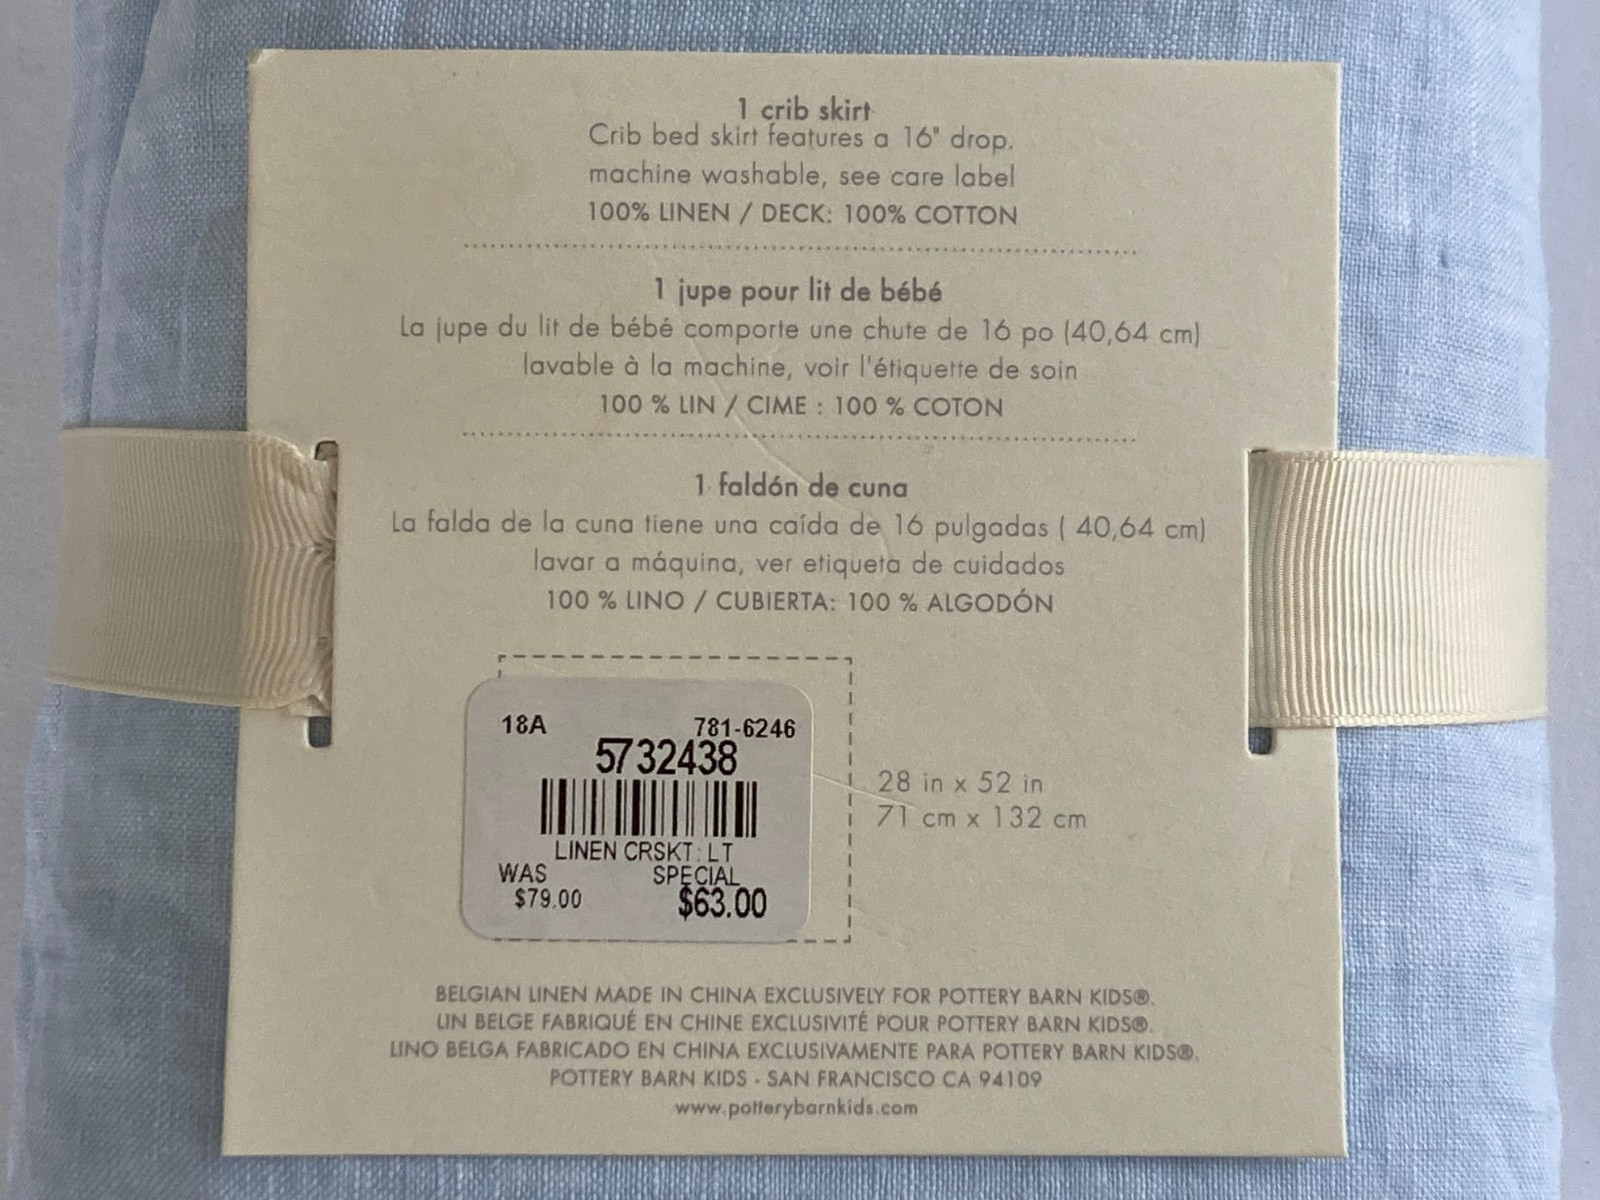 1 crib skirt
Crib bed skirt features a 16" drop.
machine washable, see care label
100% LINEN / DECK: 100% COTTON
1 jupe pour lit de bébé
La jupe du lit de bébé comporte une chute de 16 po (40,64 cm)
lavable à la machine, voir l'étiquette de soin
100 % LIN / CIME : 100 % COTON
1 faldón de cuna
La falda de la cuna tiene una caída de 16 pulgadas ( 40,64 cm)
lavar a máquina, ver etiqueta de cuidados
100 % LINO / CUBIERTA: 100 % ALGODÓN
18A 781-6246
5732438
LINEN CRSKT: LT
WAS SPECIAL
$79.00 $63.00
28 in x 52 in
71 cm x 132 cm
BELGIAN LINEN MADE IN CHINA EXCLUSIVELY FOR POTTERY BARN KIDS®.
LIN BELGE FABRIQUÉ EN CHINE EXCLUSIVITÉ POUR POTTERY BARN KIDS®.
LINO BELGA FABRICADO EN CHINA EXCLUSIVAMENTE PARA POTTERY BARN KIDS®.
POTTERY BARN KIDS · SAN FRANCISCO CA 94109
www.potterybarnkids.com